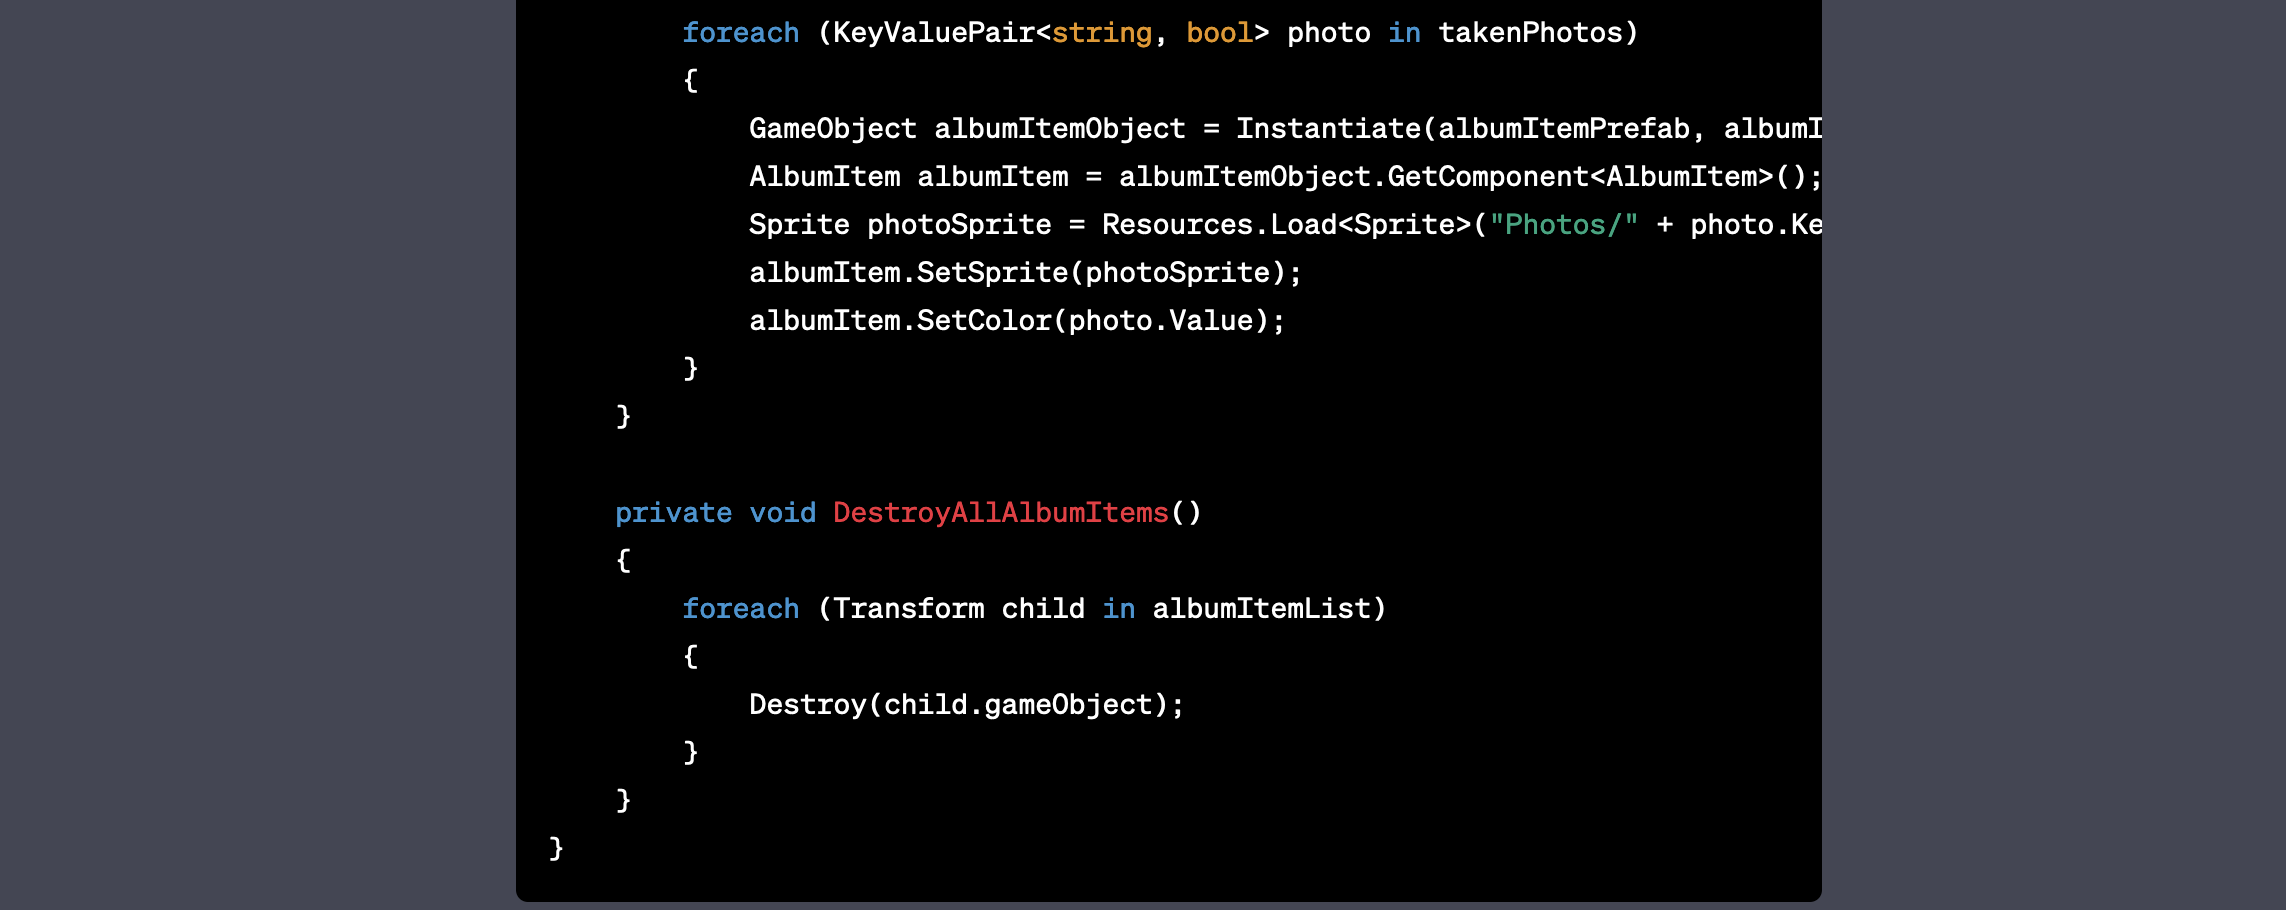 foreach (KeyValuePair<string, bool> photo in takenPhotos)
{
GameObject albumItemObject = Instantiate(albumItemPrefab, albumI
AlbumItem albumItem = albumItemObject.GetComponent<AlbumItem>();
Sprite photoSprite = Resources.Load<Sprite>("Photos/" + photo.Ke
albumItem.SetSprite(photoSprite);
albumItem.SetColor(photo.Value);
}
}
private void DestroyAllAlbumItems()
{
foreach (Transform child in albumItemList)
{
Destroy(child.gameObject);
}
}
}